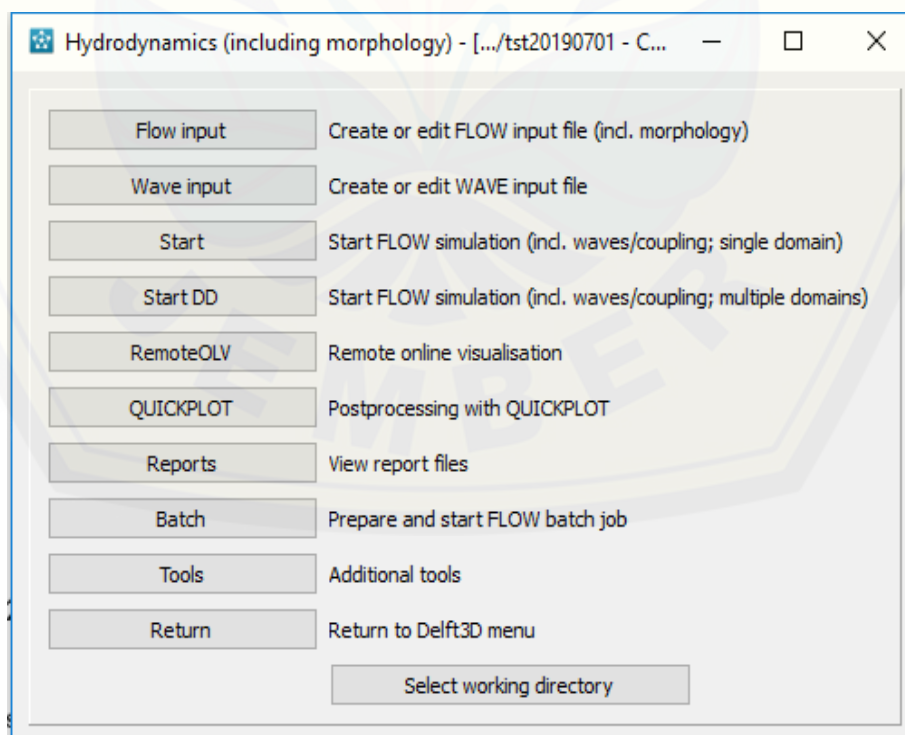 Hydrodynamics (including morphology) - [.../tst20190701 - C...
Flow input Create or edit FLOW input file (incl. morphology)
Wave input Create or edit WAVE input file
Start Start FLOW simulation (incl. waves/coupling; single domain)
Start DD Start FLOW simulation (incl. waves/coupling; multiple domains)
RemoteOLV Remote online visualisation
QUICKPLOT Postprocessing with QUICKPLOT
Reports View report files
Batch Prepare and start FLOW batch job
Tools Additional tools
Return Return to Delft3D menu
Select working directory
JEMBER